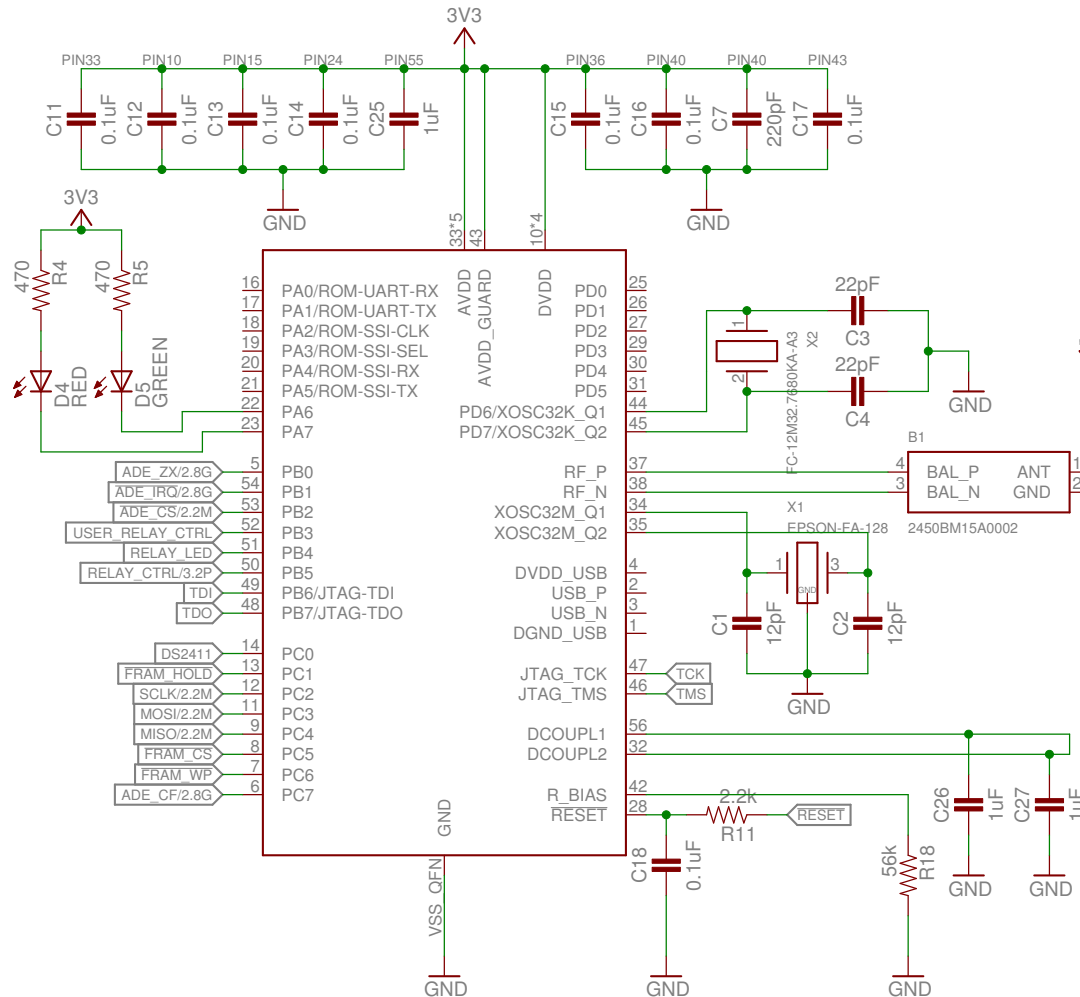 3V3
PIN33 PIN10 PIN15 PIN24 PIN55 PIN36 PIN40 PIN40 PIN43
C11 0.1uF C12 0.1uF C13 0.1uF C14 0.1uF C25 1uF C15 0.1uF C16 0.1uF C7 220pF C17 0.1uF
GND GND
3V3
33*5 43 10*4
AVDD AVDD_GUARD DVDD
470 R4 470 R5
D4 RED D5 GREEN
16 PA0/ROM-UART-RX
17 PA1/ROM-UART-TX
18 PA2/ROM-SSI-CLK
19 PA3/ROM-SSI-SEL
20 PA4/ROM-SSI-RX
21 PA5/ROM-SSI-TX
22 PA6
23 PA7
ADE_ZX/2.8G 5 PB0
ADE_IRQ/2.8G 54 PB1
ADE_CS/2.2M 53 PB2
USER_RELAY_CTRL 52 PB3
RELAY_LED 51 PB4
RELAY_CTRL/3.2P 50 PB5
TDI 49 PB6/JTAG-TDI
TDO 48 PB7/JTAG-TDO
DS2411 14 PC0
FRAM_HOLD 13 PC1
SCLK/2.2M 12 PC2
MOSI/2.2M 11 PC3
MISO/2.2M 9 PC4
FRAM_CS 8 PC5
FRAM_WP 7 PC6
ADE_CF/2.8G 6 PC7
GND
VSS_QFN
GND
PD0 25
PD1 26
PD2 27
PD3 29
PD4 30
PD5 31
PD6/XOSC32K_Q1 44
PD7/XOSC32K_Q2 45
RF_P 37
RF_N 38
XOSC32M_Q1 34
XOSC32M_Q2 35
DVDD_USB 4
USB_P 2
USB_N 3
DGND_USB 1
JTAG_TCK 47 TCK
JTAG_TMS 46 TMS
DCOUPL1 56
DCOUPL2 32
R_BIAS 42
RESET 28
1 2
X2
FC-12M32.7680KA-A3
22pF
C3
22pF
C4
GND
B1
4 BAL_P ANT 1
3 BAL_N GND 2
2450BM15A0002
X1
EPSON-FA-128
1 3
GND
C1 12pF C2 12pF
GND
2.2k
R11
RESET
C18 0.1uF
GND
56k R18
GND
C26 1uF C27 1uF
GND GND